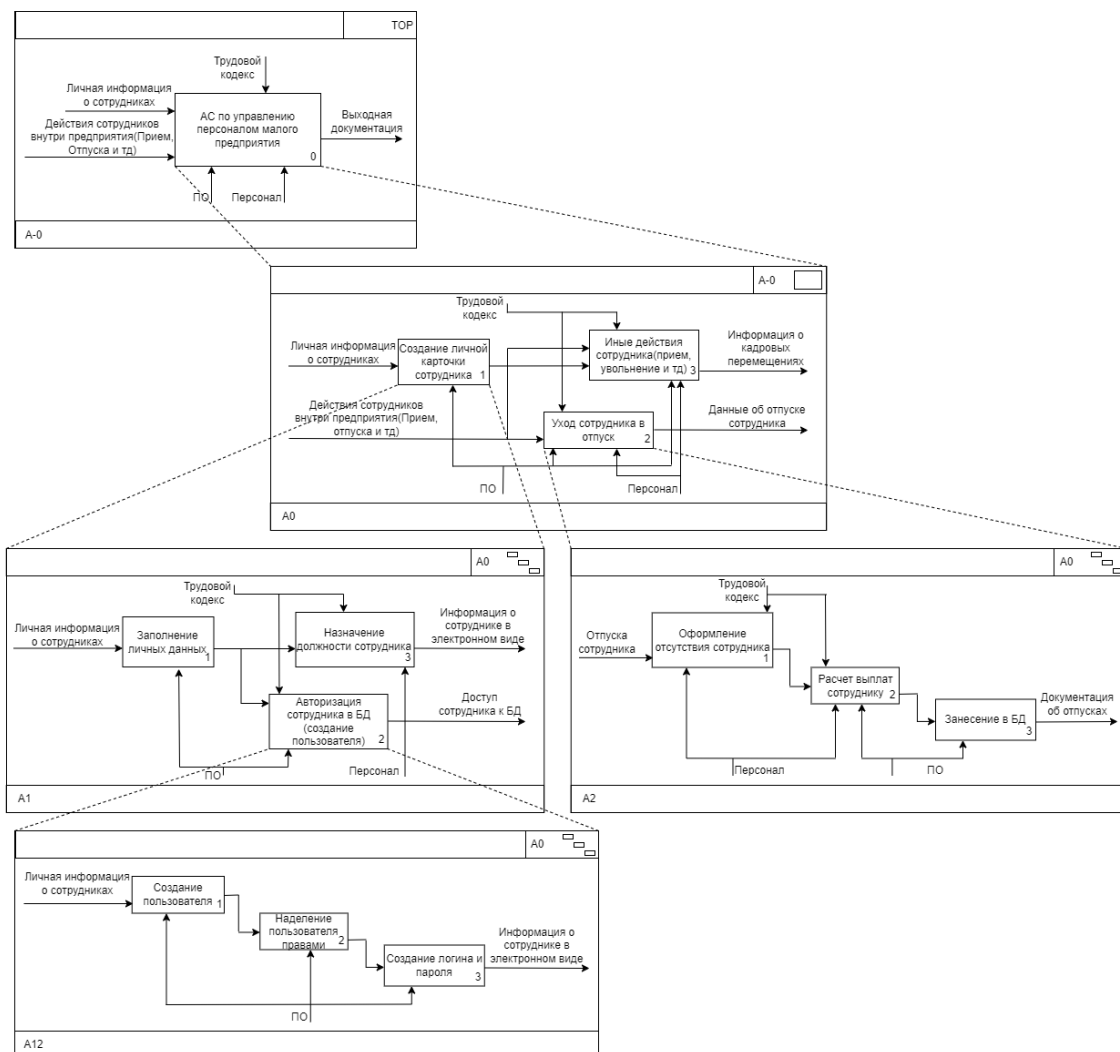 TOP
Трудовой
кодекс
Личная информация
о сотрудниках
Действия сотрудников
внутри предприятия(Прием,
Отпуска и тд)
АС по управлению
персоналом малого
предприятия
0
Выходная
документация
ПО
Персонал
A-0
A-0
Трудовой
кодекс
Личная информация
о сотрудниках
Создание личной
карточки
сотрудника
1
Иные действия
сотрудника(прием,
увольнение и тд)
3
Информация о
кадровых
перемещениях
Действия сотрудников
внутри предприятия(Прием,
отпуска и тд)
Уход сотрудника в
отпуск
2
Данные об отпуске
сотрудника
ПО
Персонал
A0
A0
Трудовой
кодекс
Личная информация
о сотрудниках
Заполнение
личных данных
1
Назначение
должности сотрудника
3
Информация о
сотруднике в
электронном виде
Авторизация
сотрудника в БД
(создание
пользователя)
2
Доступ
сотрудника к БД
ПО
Персонал
A1
A0
Трудовой
кодекс
Отпуска
сотрудника
Оформление
отсутствия сотрудника
1
Расчет выплат
сотруднику
2
Занесение в БД
3
Документация
об отпусках
Персонал
ПО
A2
A0
Личная информация
о сотрудниках
Создание
пользователя
1
Наделение
пользователя
правами
2
Создание логина и
пароля
3
Информация о
сотруднике в
электронном виде
ПО
A12